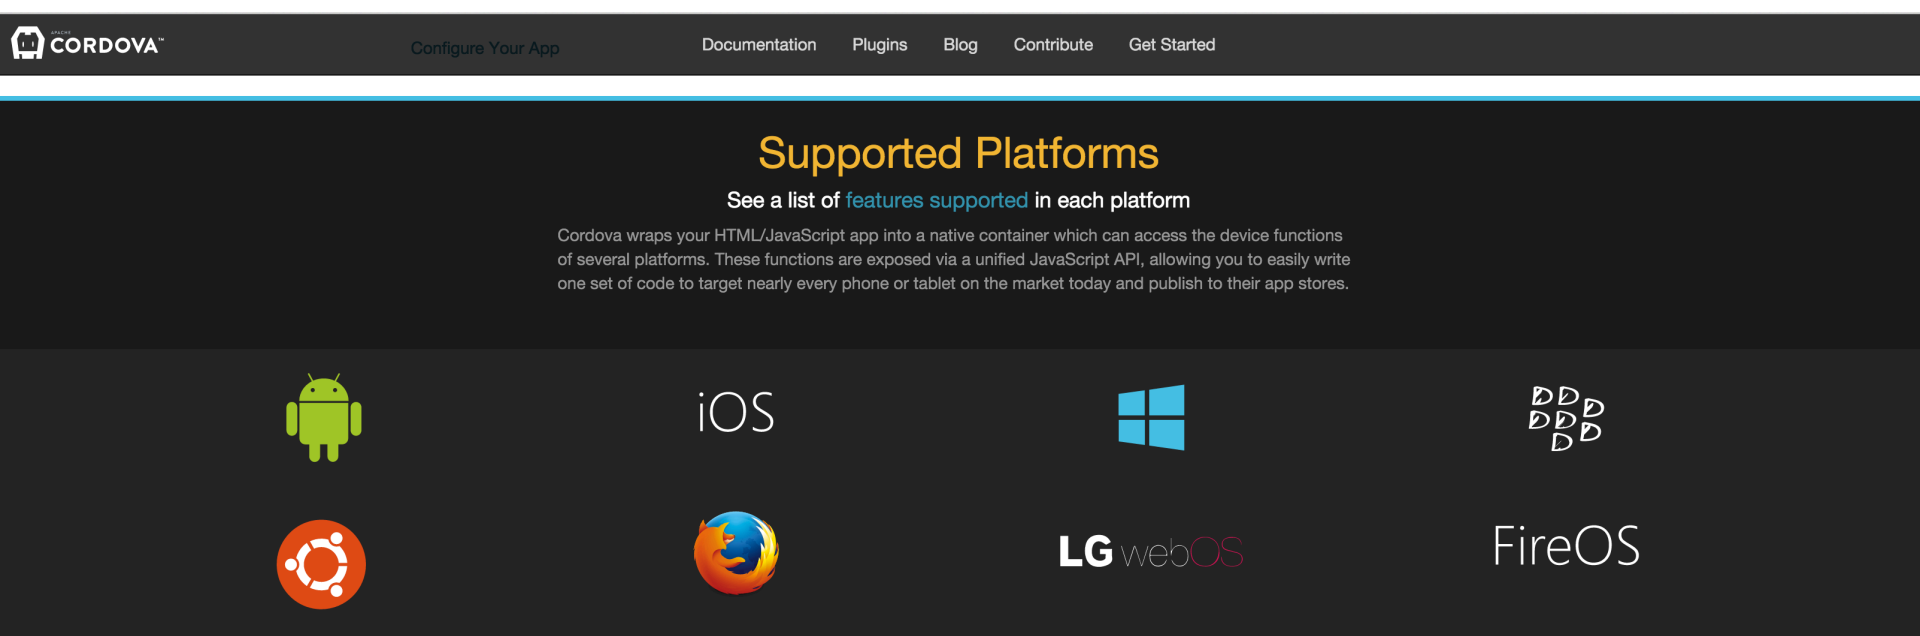 APACHE
CORDOVA™
Configure Your App
Documentation Plugins Blog Contribute Get Started
Supported Platforms
See a list of features supported in each platform
Cordova wraps your HTML/JavaScript app into a native container which can access the device functions
of several platforms. These functions are exposed via a unified JavaScript API, allowing you to easily write
one set of code to target nearly every phone or tablet on the market today and publish to their app stores.
iOS
LG webOS
FireOS